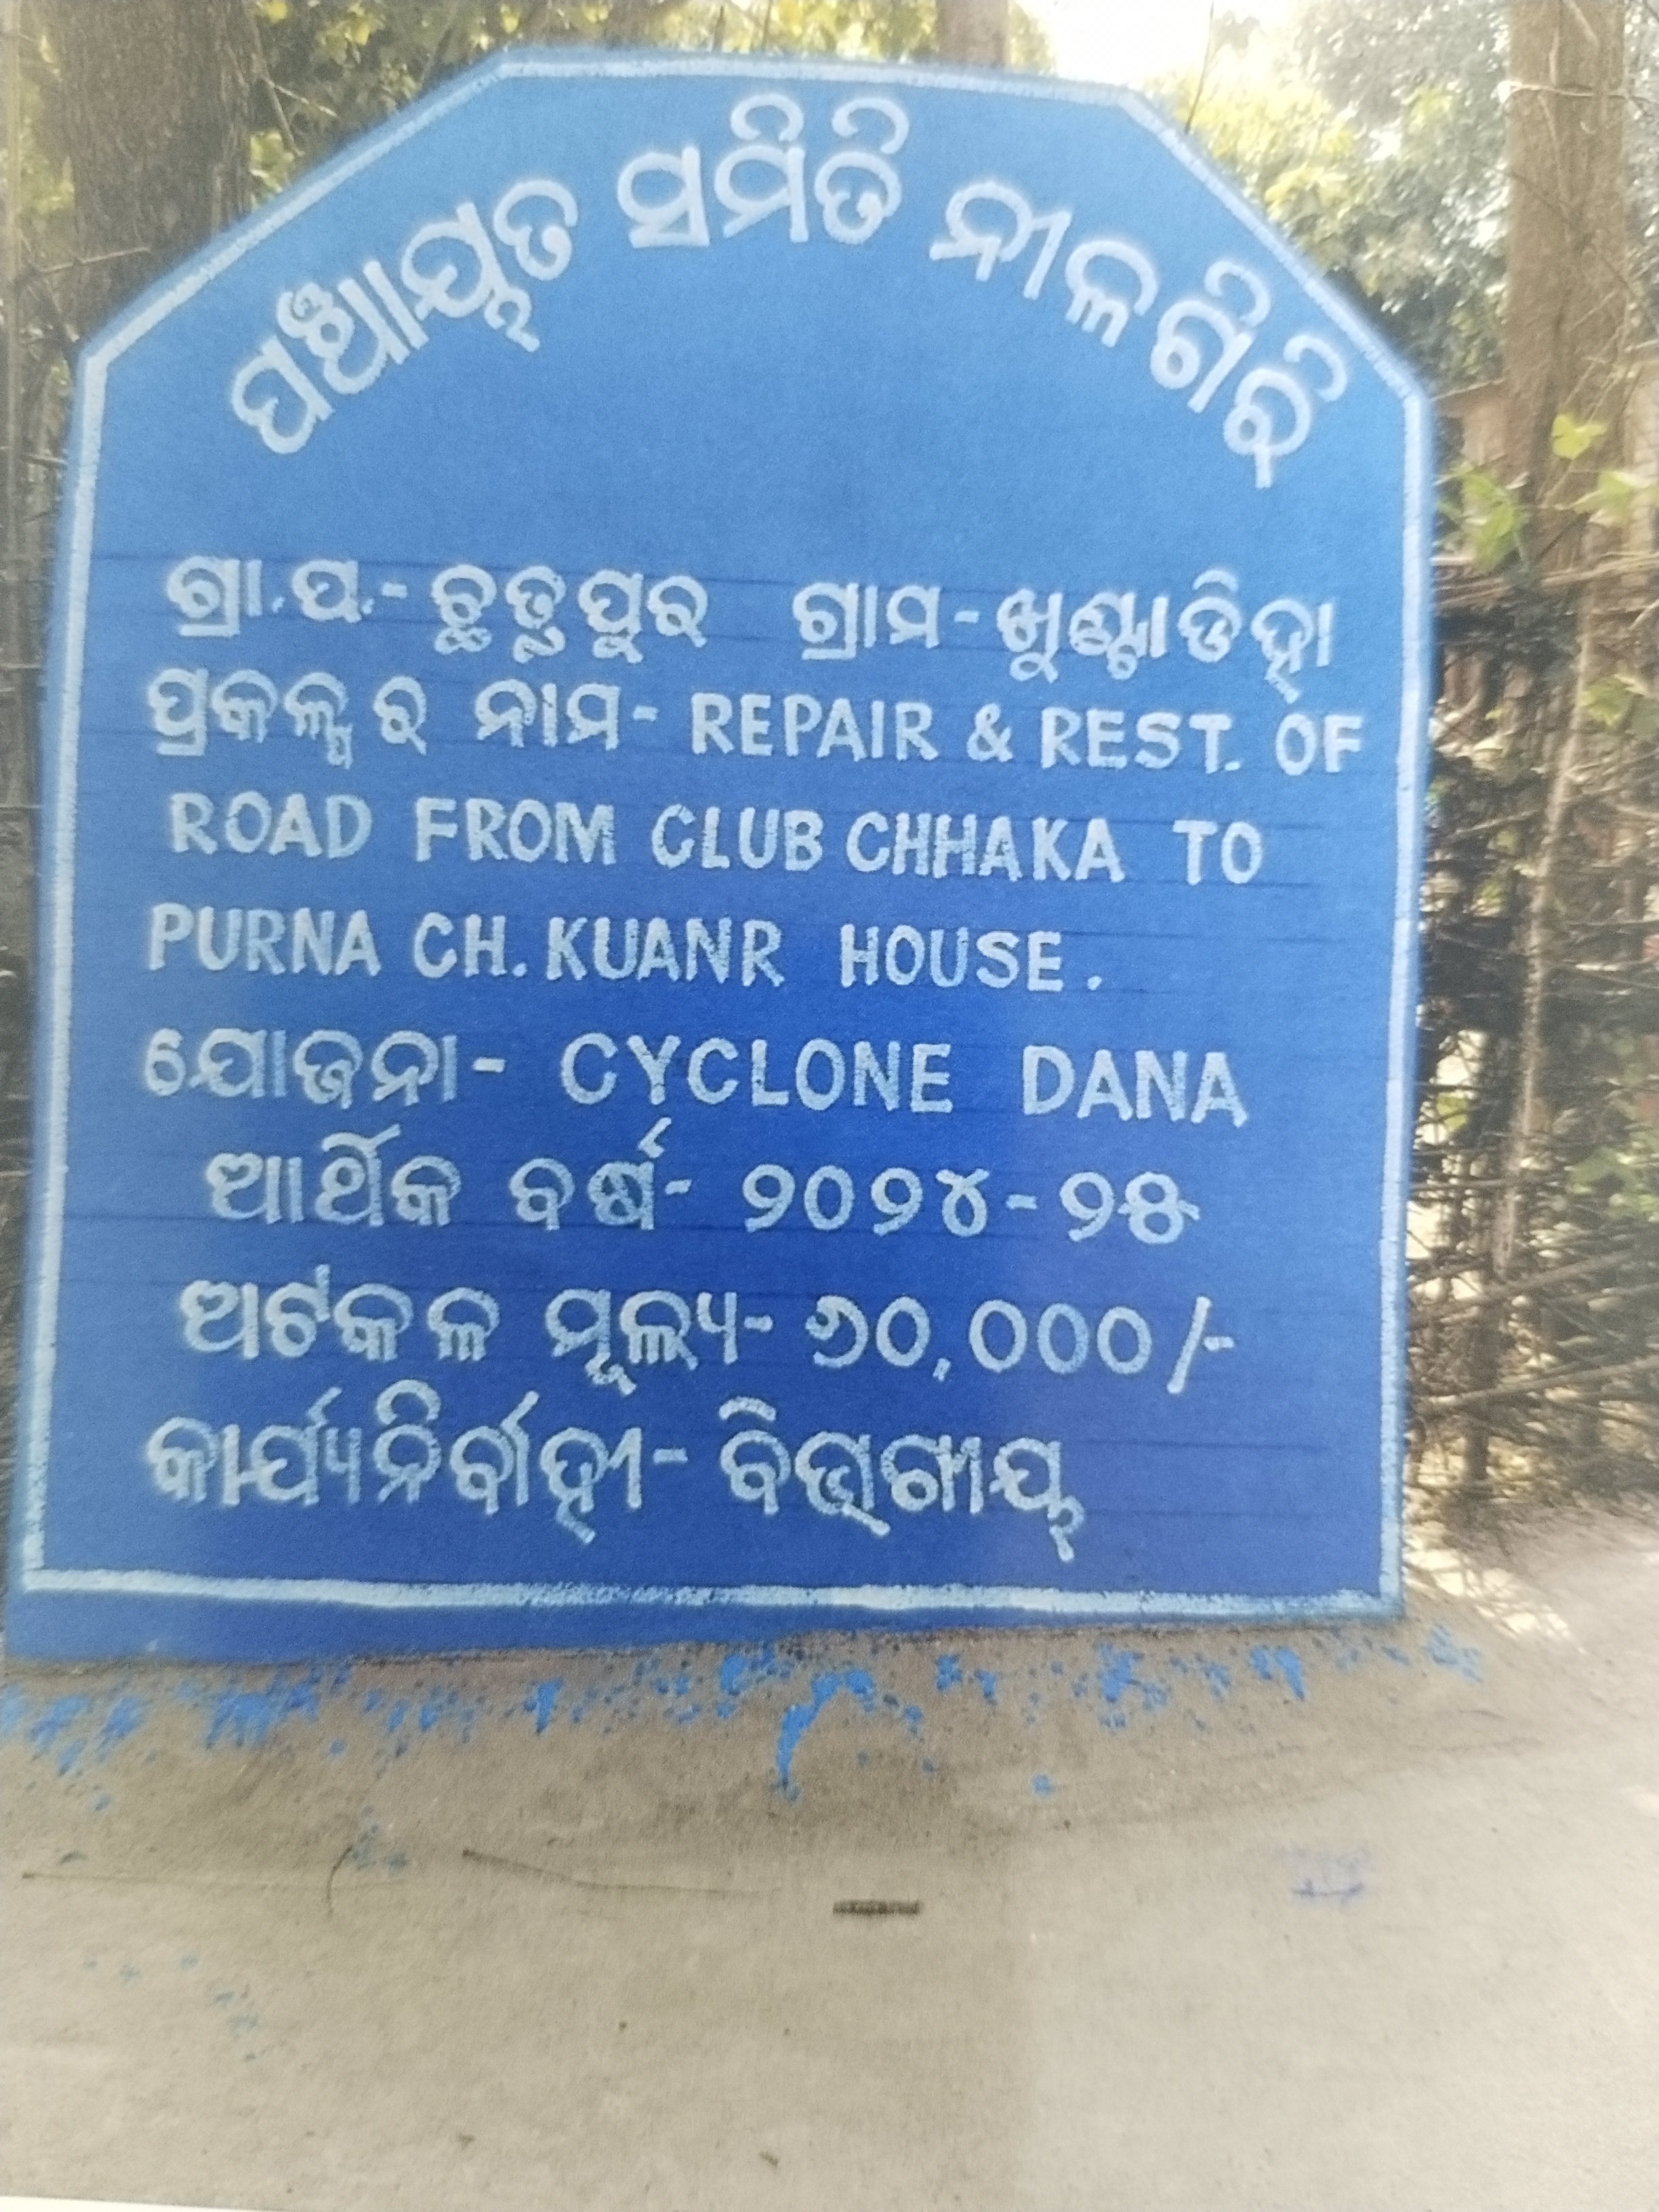 ପଞ୍ଚାୟତ ସମିତି ନୀଳଗିରି
ଗ୍ରା.ପ.- ଛତ୍ରପୁର ଗ୍ରାମ - ଖୁଣ୍ଟାଡିହା
ପ୍ରକଳ୍ପ ର ନାମ- REPAIR & REST. OF
ROAD FROM CLUB CHHAKA TO
PURNA CH. KUANR HOUSE.
ଯୋଜନା- CYCLONE DANA
ଆର୍ଥିକ ବର୍ଷ- ୨୦୨୪-୨୫
ଅଟକଳ ମୂଲ୍ୟ- ୬୦,୦୦୦/-
କାର୍ଯ୍ୟନିର୍ବାହୀ- ବିଭାଗୀୟ